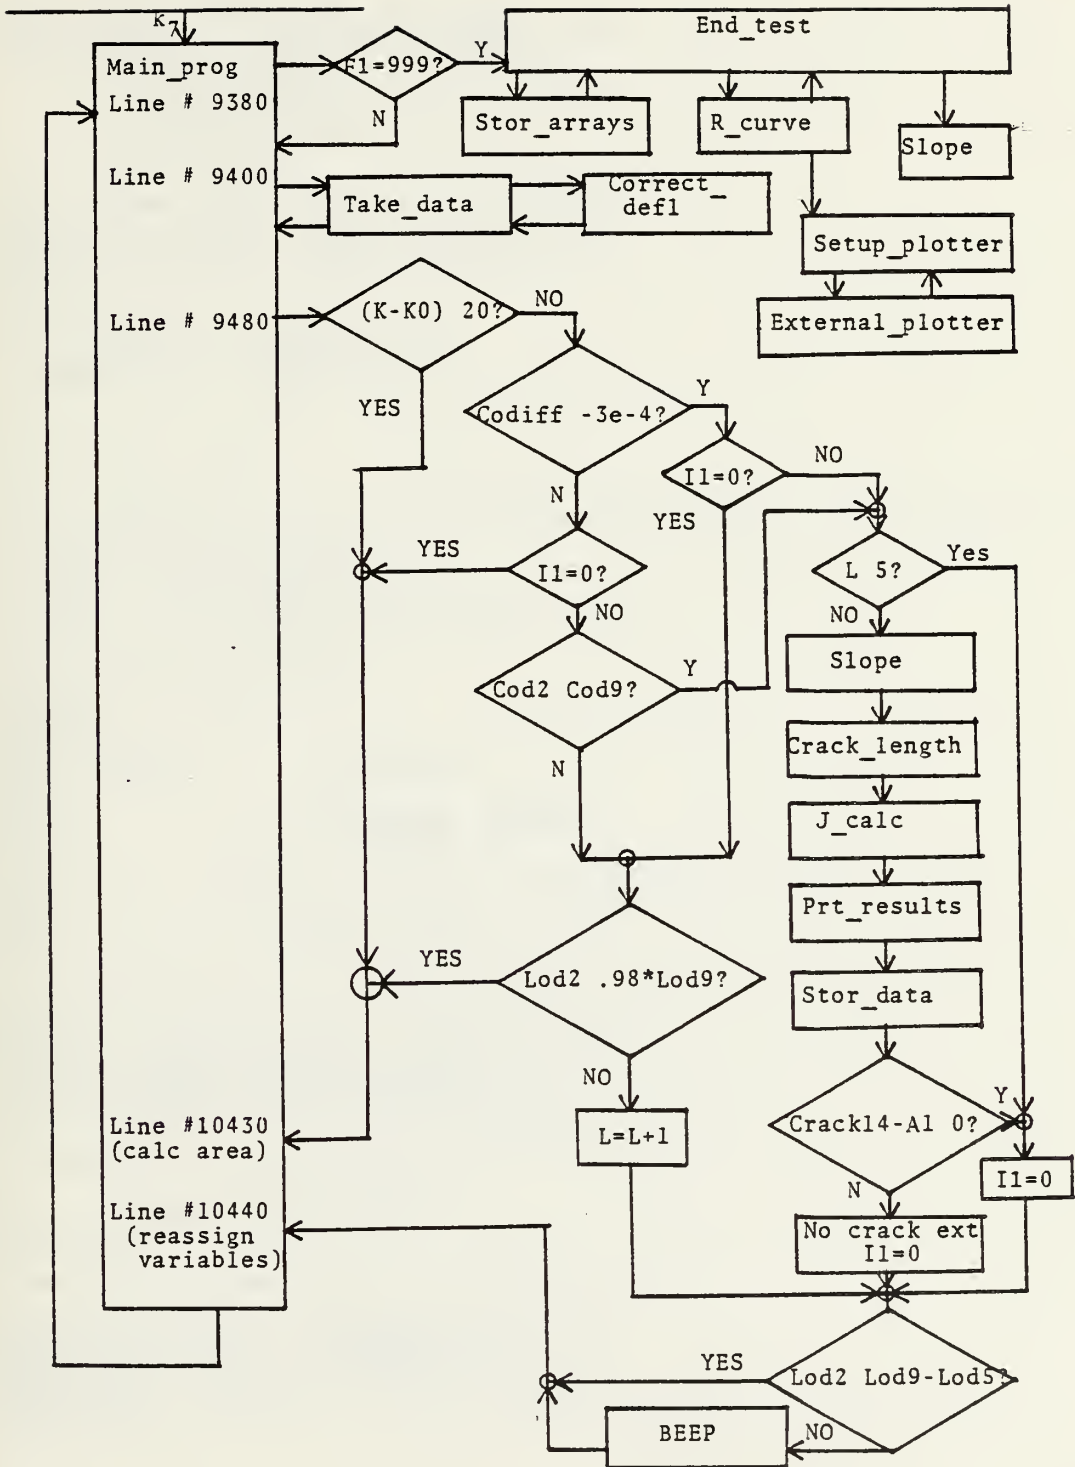 K7
Main_prog
Line # 9380
F1=999?
Y
N
End_test
Stor_arrays
R_curve
Slope
Line # 9400
Take_data
Correct_
defl
Setup_plotter
External_plotter
Line # 9480
(K-K0) 20?
NO
YES
Codiff -3e-4?
Y
N
I1=0?
NO
YES
I1=0?
YES
NO
L 5?
Yes
NO
Cod2 Cod9?
Y
N
Slope
Crack_length
J_calc
Prt_results
Stor_data
Lod2 .98*Lod9?
YES
NO
L=L+1
Crack14-A1 0?
Y
N
I1=0
No crack ext
I1=0
Line #10430
(calc area)
Line #10440
(reassign
variables)
Lod2 Lod9-Lod5?
YES
NO
BEEP